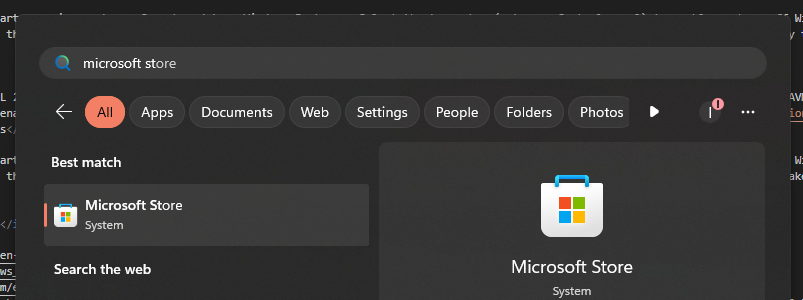 microsoft store
All Apps Documents Web Settings People Folders Photos
Best match
Microsoft Store
System
Search the web
Microsoft Store
System